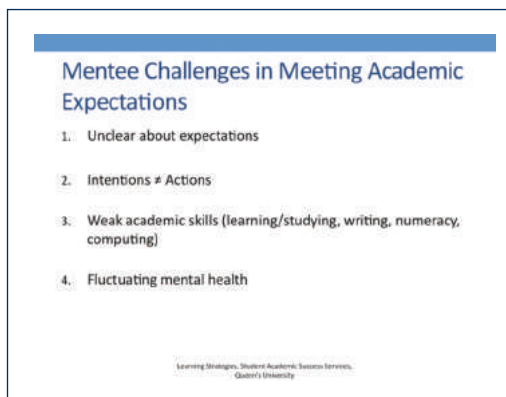 Mentee Challenges in Meeting Academic
Expectations
1. Unclear about expectations
2. Intentions ≠ Actions
3. Weak academic skills (learning/studying, writing, numeracy,
computing)
4. Fluctuating mental health
Learning Strategies, Student Academic Success Services,
Queen's University